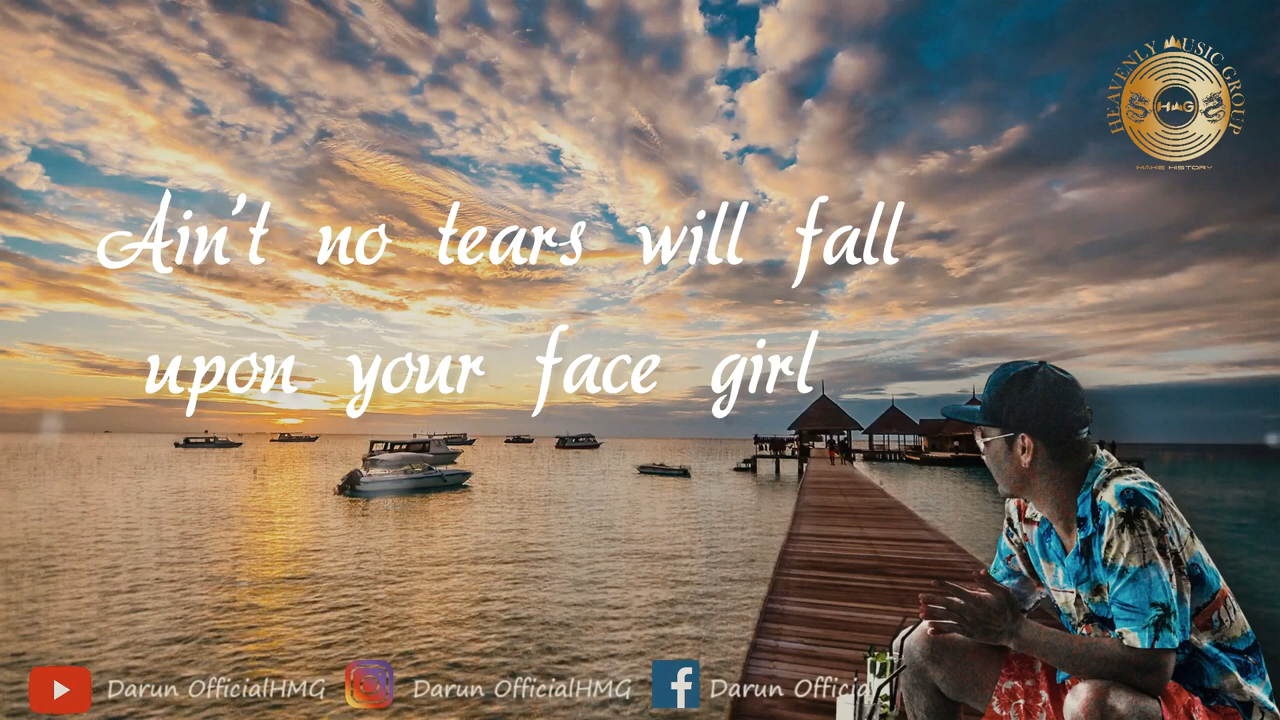 HEAVENLY MUSIC GROUP
HMG
MAKE HISTORY
Ain't no tears will fall
upon your face girl
Darun OfficialHMG Darun OfficialHMG Darun Official